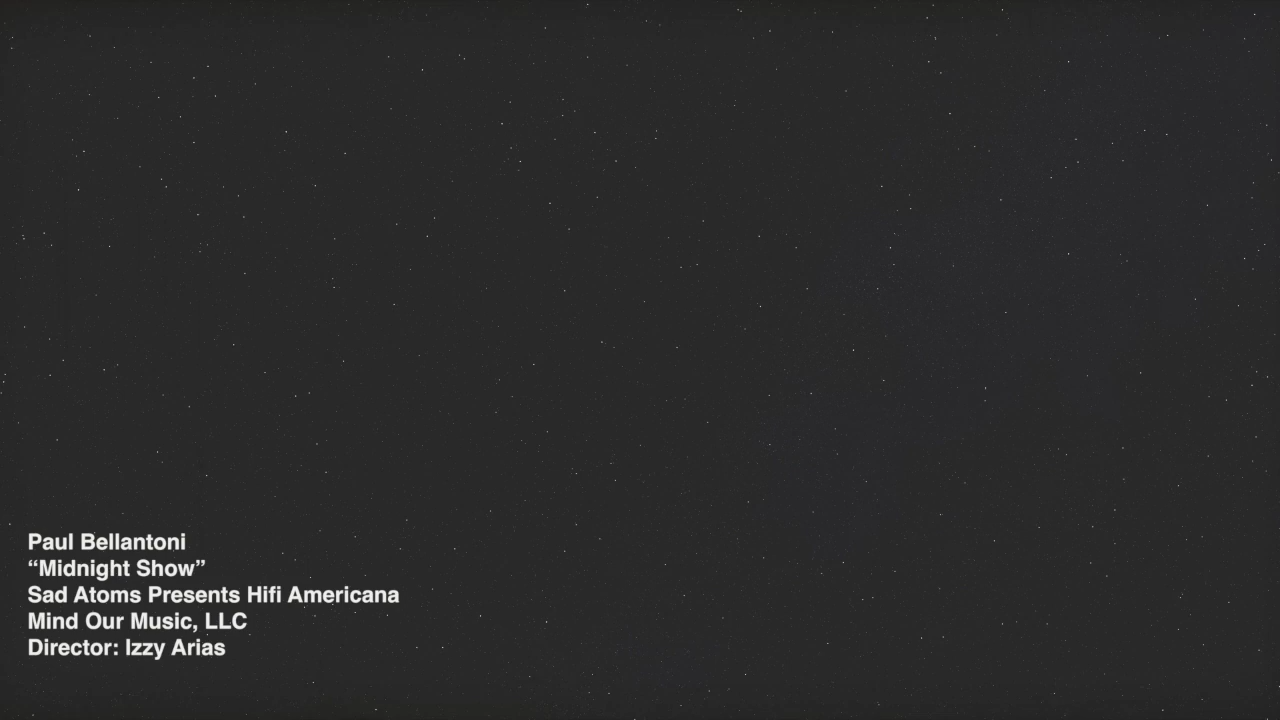 Paul Bellantoni
“Midnight Show”
Sad Atoms Presents Hifi Americana
Mind Our Music, LLC
Director: Izzy Arias